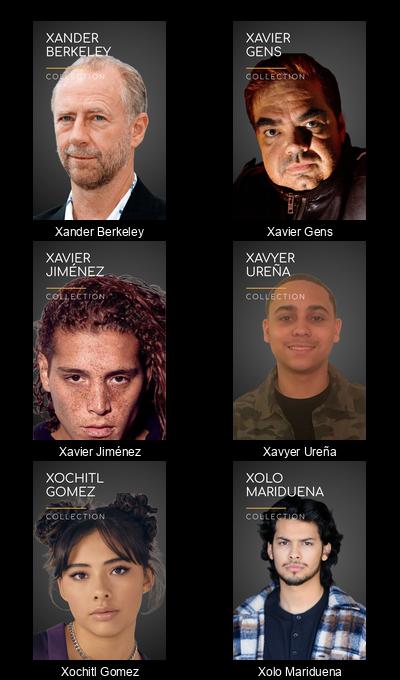 XANDER
BERKELEY
COLLECTION
Xander Berkeley
XAVIER
GENS
COLLECTION
Xavier Gens
XAVIER
JIMÉNEZ
COLLECTION
Xavier Jiménez
XAVYER
UREÑA
COLLECTION
Xavyer Ureña
XOCHITL
GOMEZ
COLLECTION
Xochitl Gomez
XOLO
MARIDUENA
COLLECTION
Xolo Mariduena